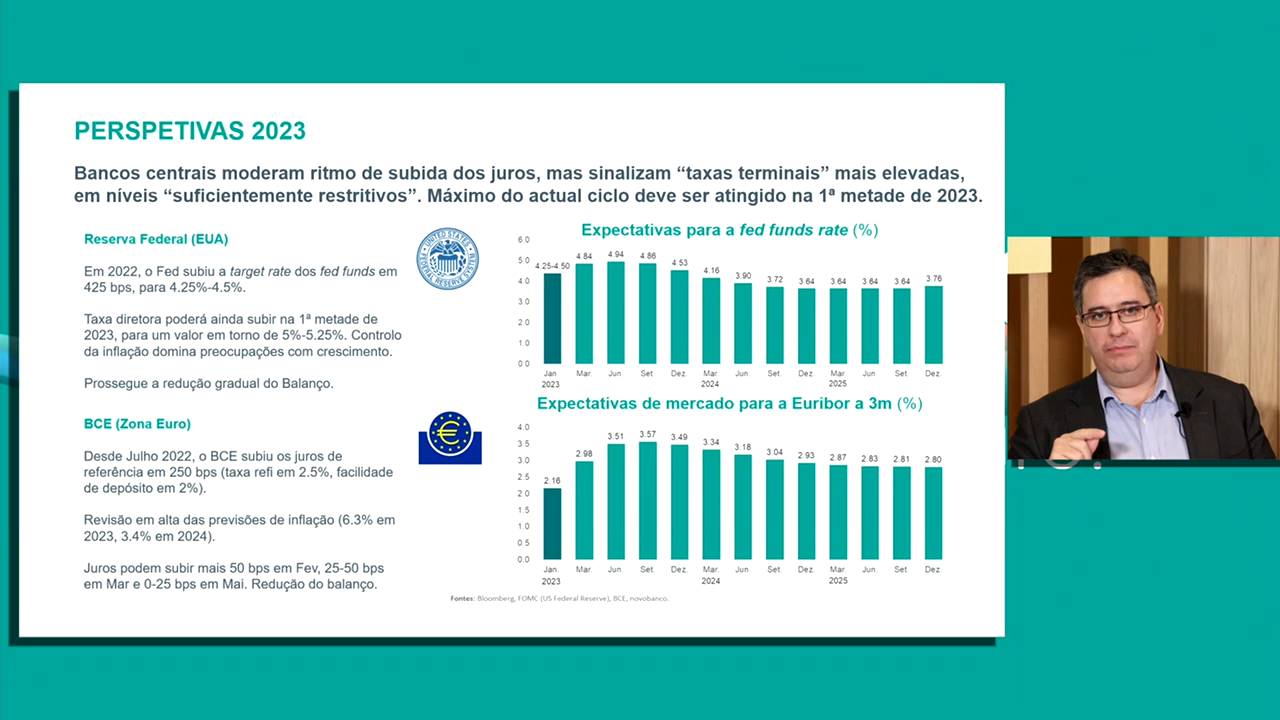 PERSPETIVAS 2023
Bancos centrais moderam ritmo de subida dos juros, mas sinalizam “taxas terminais” mais elevadas,
em níveis “suficientemente restritivos”. Máximo do actual ciclo deve ser atingido na 1ª metade de 2023.
Reserva Federal (EUA)
Em 2022, o Fed subiu a target rate dos fed funds em
425 bps, para 4.25%-4.5%.
Taxa diretora poderá ainda subir na 1ª metade de
2023, para um valor em torno de 5%-5.25%. Controlo
da inflação domina preocupações com crescimento.
Prossegue a redução gradual do Balanço.
BCE (Zona Euro)
Desde Julho 2022, o BCE subiu os juros de
referência em 250 bps (taxa refi em 2.5%, facilidade
de depósito em 2%).
Revisão em alta das previsões de inflação (6.3% em
2023, 3.4% em 2024).
Juros podem subir mais 50 bps em Fev, 25-50 bps
em Mar e 0-25 bps em Mai. Redução do balanço.
UNITED STATES
FEDERAL RESERVE SYSTEM
Expectativas para a fed funds rate (%)
6.0
5.0
4.0
3.0
2.0
1.0
0.0
4.25-4.50 4.84 4.94 4.86 4.53 4.16 3.90 3.72 3.64 3.64 3.64 3.64 3.76
Jan. Mar. Jun. Set. Dez. Mar. Jun. Set. Dez. Mar. Jun. Set. Dez.
2023 2024 2025
Expectativas de mercado para a Euribor a 3m (%)
4.0
3.5
3.0
2.5
2.0
1.5
1.0
0.5
0.0
2.16 2.98 3.51 3.57 3.49 3.34 3.18 3.04 2.93 2.87 2.83 2.81 2.80
Jan. Mar. Jun. Set. Dez. Mar. Jun. Set. Dez. Mar. Jun. Set. Dez.
2023 2024 2025
Fontes: Bloomberg, FOMC (US Federal Reserve), BCE, novobanco.